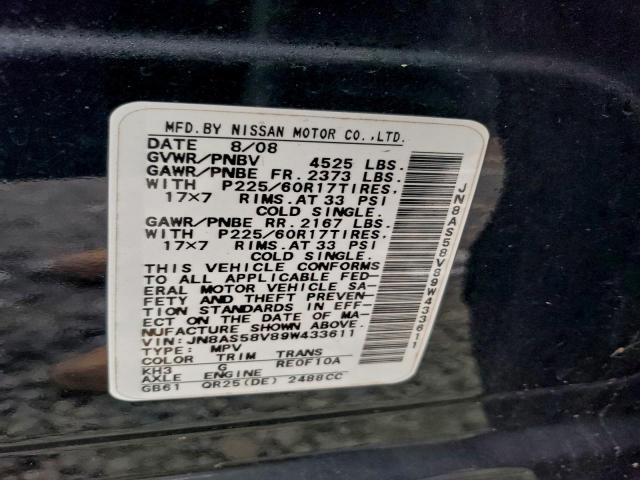 MFD.BY NISSAN MOTOR CO.,LTD.
DATE 8/08
GVWR/PNBV 4525 LBS.
GAWR/PNBE FR. 2373 LBS.
WITH P225/60R17TIRES,
17×7 RIMS.AT 33 PSI
COLD SINGLE.
GAWR/PNBE RR. 2167 LBS.
WITH P225/60R17TIRES,
17×7 RIMS.AT 33 PSI
COLD SINGLE.
THIS VEHICLE CONFORMS
TO ALL APPLICABLE FED-
ERAL MOTOR VEHICLE SA-
FETY AND THEFT PREVEN-
TION STANDARDS IN EFF-
ECT ON THE DATE OF MA-
NUFACTURE SHOWN ABOVE.
VIN: JN8AS58V89W433611
TYPE: MPV
COLOR TRIM TRANS
KH3 G RE0F10A
AXLE ENGINE
GB61 QR25(DE) 2488CC
JN8AS58V89W433611